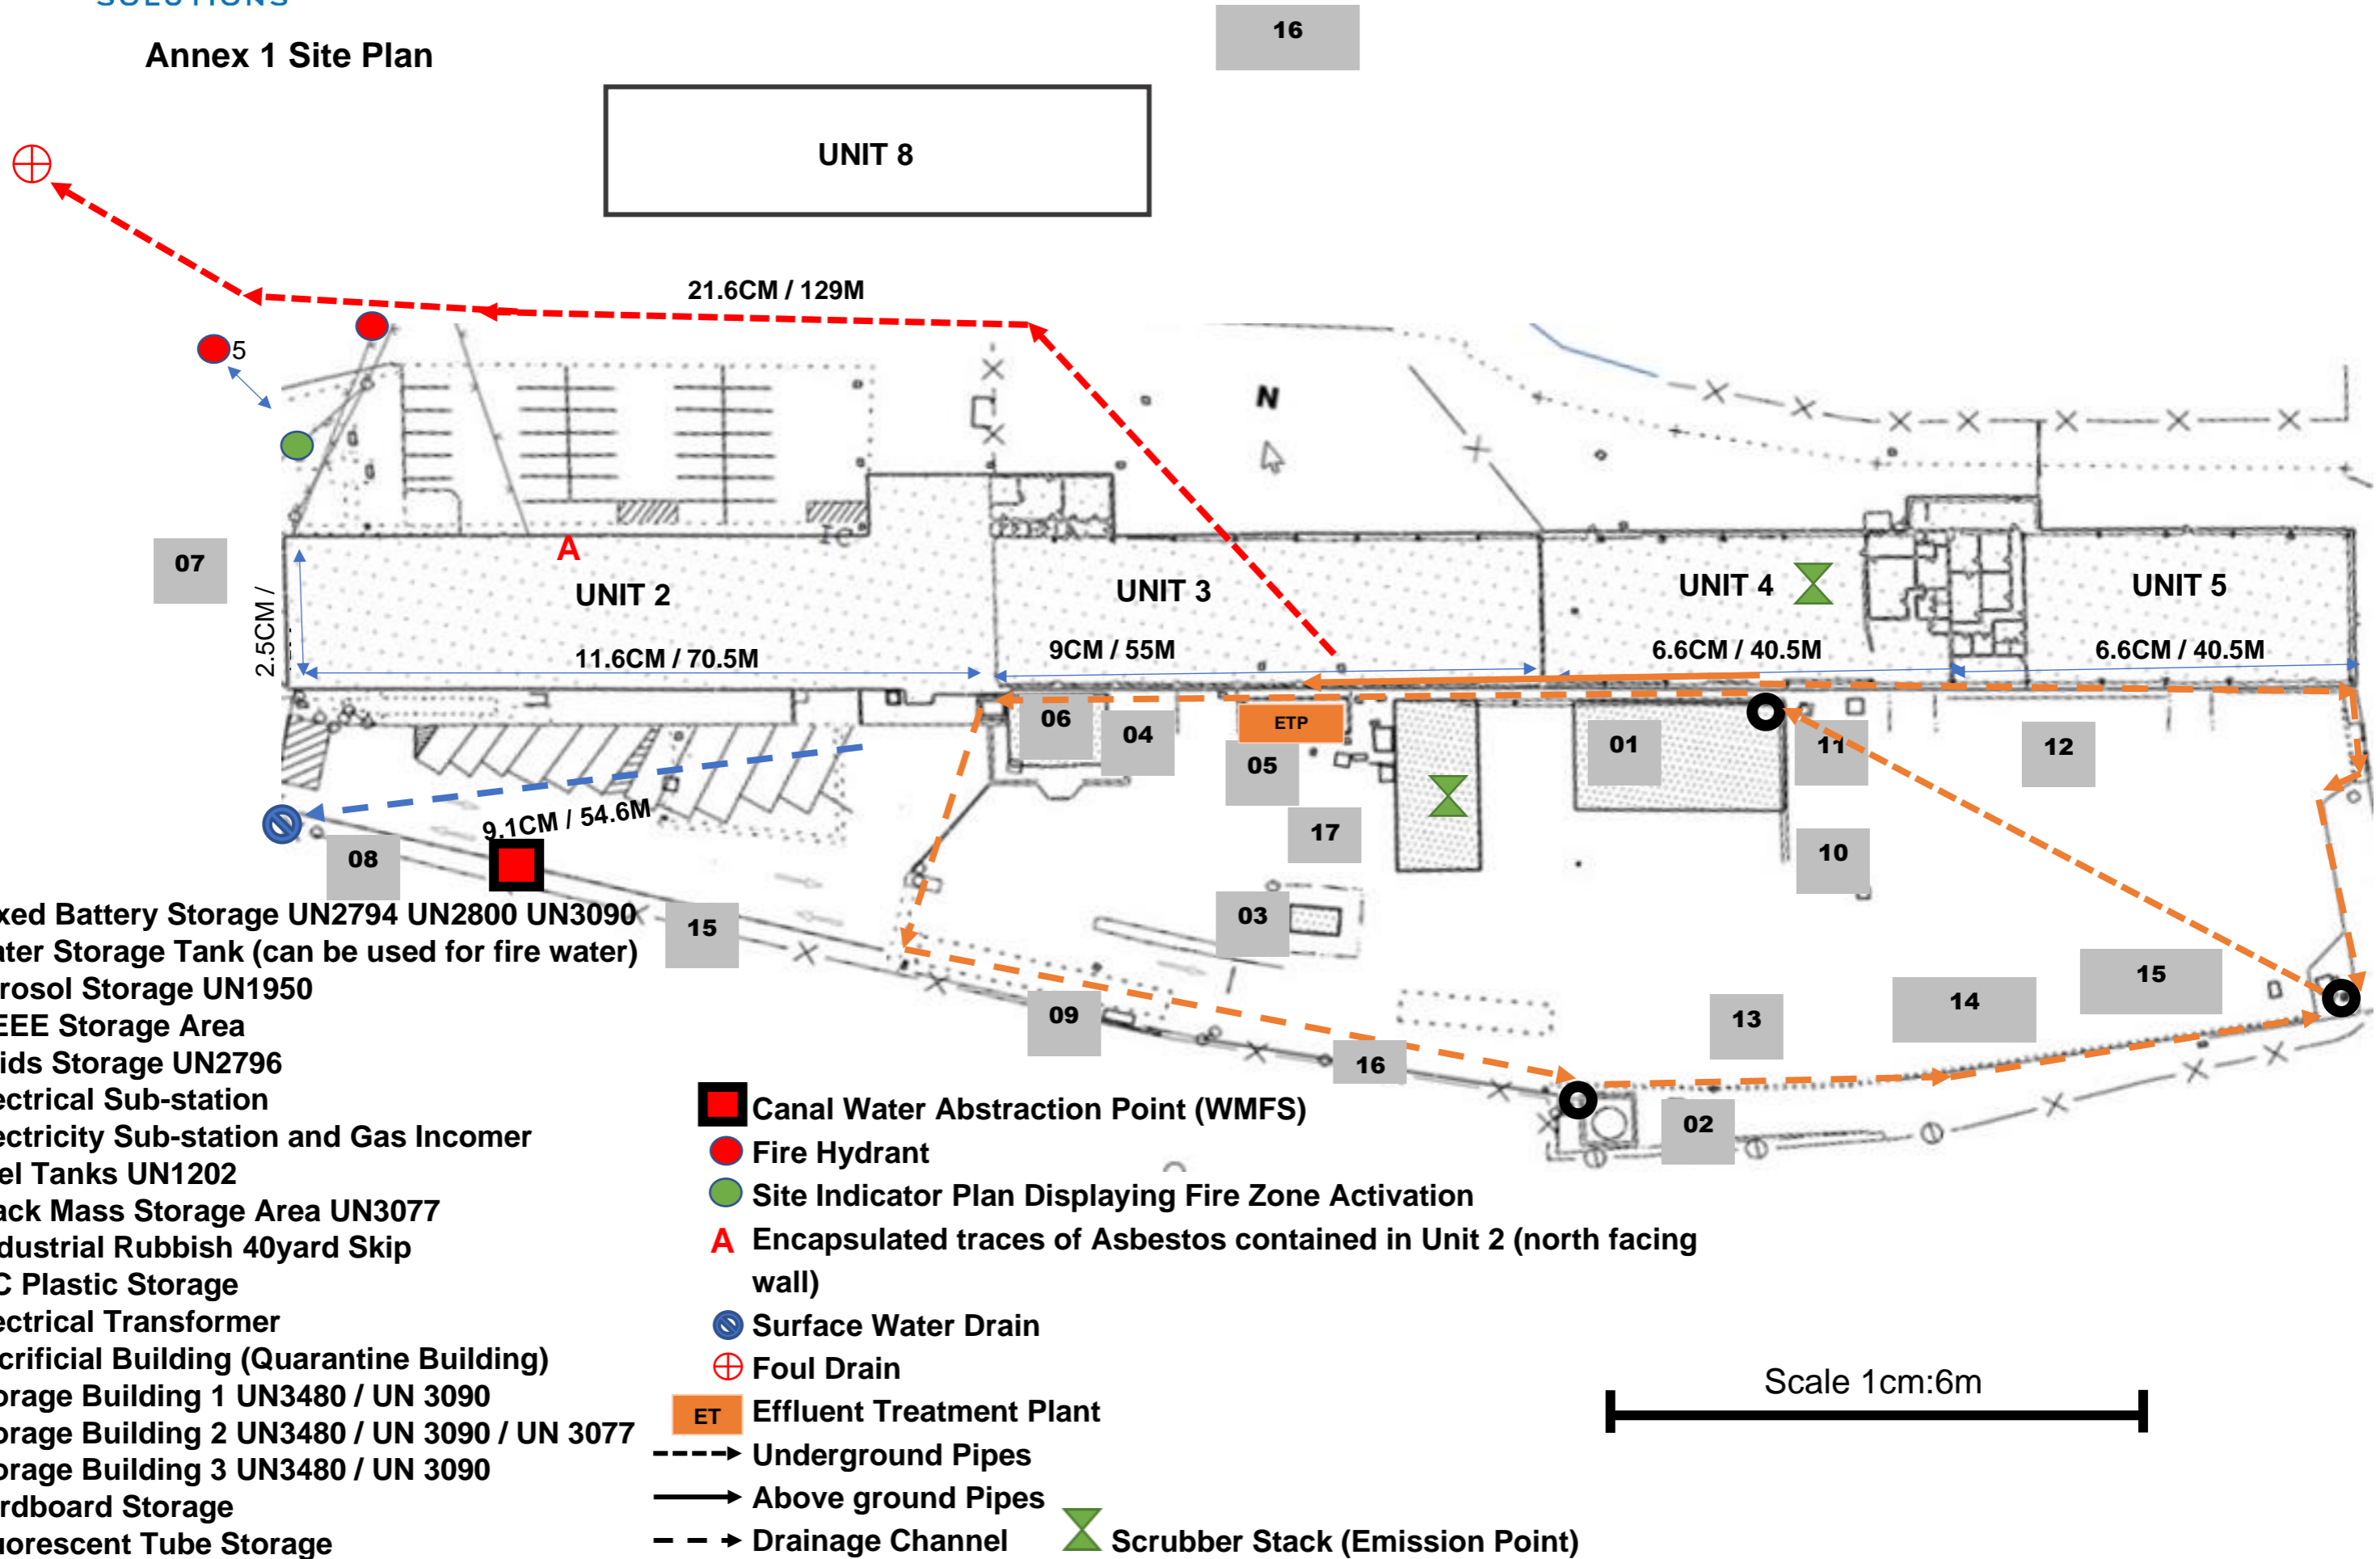 SOLUTIONS
Annex 1 Site Plan
16
UNIT 8
21.6CM / 129M
5
N
07
A
UNIT 2
UNIT 3
UNIT 4
UNIT 5
2.5CM /
11.6CM / 70.5M
9CM / 55M
6.6CM / 40.5M
6.6CM / 40.5M
06
04
ETP
05
01
11
12
17
10
9.1CM / 54.6M
08
15
03
09
16
13
14
15
02
xed Battery Storage UN2794 UN2800 UN3090
ater Storage Tank (can be used for fire water)
rosol Storage UN1950
EEE Storage Area
ids Storage UN2796
ectrical Sub-station
ectricity Sub-station and Gas Incomer
el Tanks UN1202
ack Mass Storage Area UN3077
dustrial Rubbish 40yard Skip
C Plastic Storage
ectrical Transformer
crificial Building (Quarantine Building)
orage Building 1 UN3480 / UN 3090
orage Building 2 UN3480 / UN 3090 / UN 3077
orage Building 3 UN3480 / UN 3090
rdboard Storage
uorescent Tube Storage
Canal Water Abstraction Point (WMFS)
Fire Hydrant
Site Indicator Plan Displaying Fire Zone Activation
A Encapsulated traces of Asbestos contained in Unit 2 (north facing
wall)
Surface Water Drain
Foul Drain
ET Effluent Treatment Plant
Underground Pipes
Above ground Pipes
Drainage Channel
Scrubber Stack (Emission Point)
Scale 1cm:6m